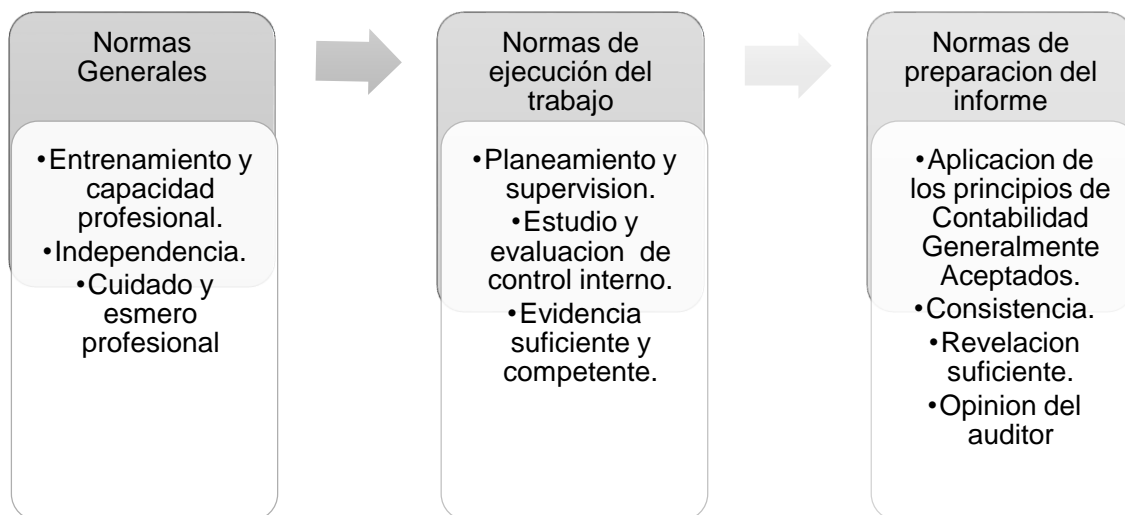 Normas
Generales
•Entrenamiento y
capacidad
profesional.
•Independencia.
•Cuidado y
esmero
profesional
Normas de
ejecución del
trabajo
•Planeamiento y
supervision.
•Estudio y
evaluacion de
control interno.
•Evidencia
suficiente y
competente.
Normas de
preparacion del
informe
•Aplicacion de
los principios de
Contabilidad
Generalmente
Aceptados.
•Consistencia.
•Revelacion
suficiente.
•Opinion del
auditor